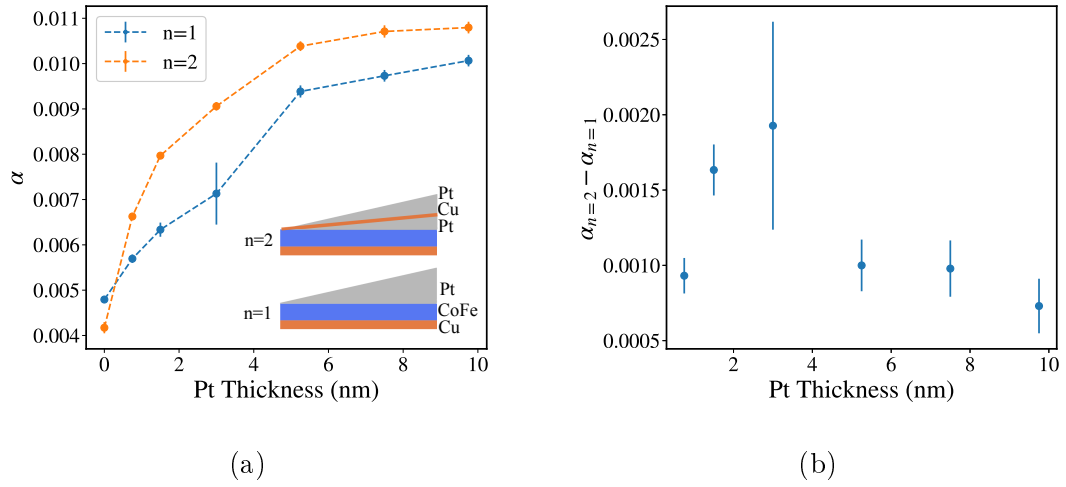 0.011
0.010
0.009
0.008
0.007
0.006
0.005
0.004
α
n=1
n=2
Pt
Cu
Pt
n=2
Pt
n=1
CoFe
Cu
0 2 4 6 8 10
Pt Thickness (nm)
(a)
0.0025
0.0020
0.0015
0.0010
0.0005
αn=2 − αn=1
2 4 6 8 10
Pt Thickness (nm)
(b)